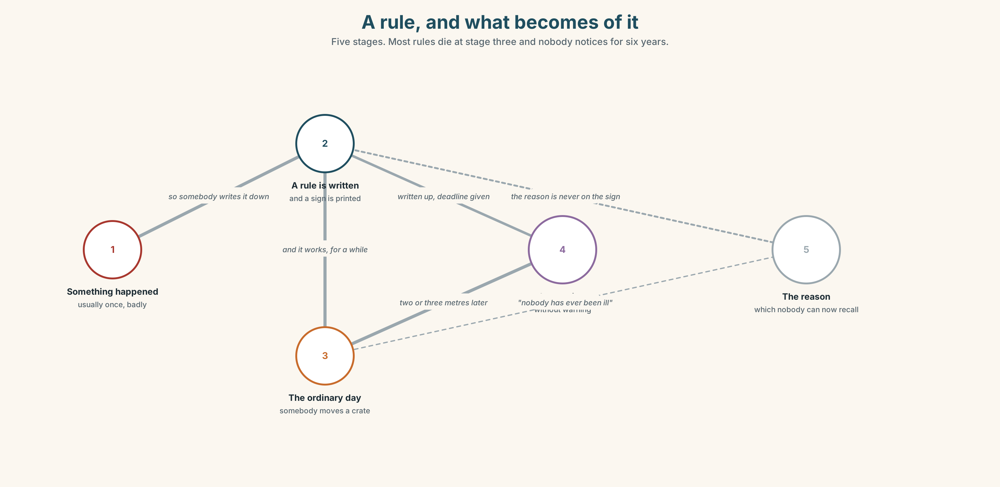 A rule, and what becomes of it
Five stages. Most rules die at stage three and nobody notices for six years.
2
A rule is written
and a sign is printed
so somebody writes it down
written up, deadline given
the reason is never on the sign
1
Something happened
usually once, badly
and it works, for a while
4
two or three metres later
"nobody has ever been ill"
without warning
5
The reason
which nobody can now recall
3
The ordinary day
somebody moves a crate